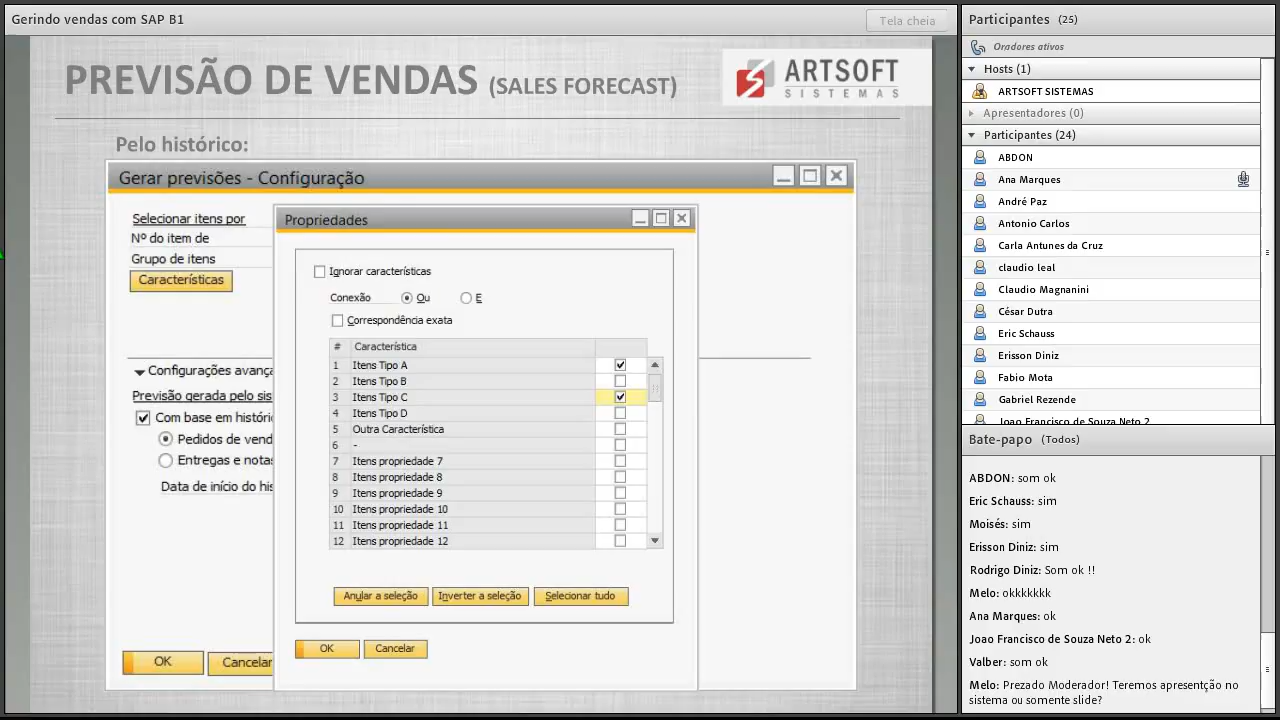 Gerindo vendas com SAP B1
Tela cheia
PREVISÃO DE VENDAS (SALES FORECAST)
ARTSOFT
SISTEMAS
Pelo histórico:
Gerar previsões - Configuração
Selecionar itens por
Nº do item de
Grupo de itens
Características
Configurações avança
Previsão gerada pelo sis
Com base em históric
Pedidos de vend
Entregas e notas
Data de início do his
OK
Cancelar
Propriedades
Ignorar características
Conexão Ou E
Correspondência exata
# Característica
1 Itens Tipo A
2 Itens Tipo B
3 Itens Tipo C
4 Itens Tipo D
5 Outra Característica
6 -
7 Itens propriedade 7
8 Itens propriedade 8
9 Itens propriedade 9
10 Itens propriedade 10
11 Itens propriedade 11
12 Itens propriedade 12
Anular a seleção Inverter a seleção Selecionar tudo
OK Cancelar
Participantes (25)
Oradores ativos
Hosts (1)
ARTSOFT SISTEMAS
Apresentadores (0)
Participantes (24)
ABDON
Ana Marques
André Paz
Antonio Carlos
Carla Antunes da Cruz
claudio leal
Claudio Magnanini
César Dutra
Eric Schauss
Erisson Diniz
Fabio Mota
Gabriel Rezende
Joao Francisco de Souza Neto 2
Bate-papo (Todos)
ABDON: som ok
Eric Schauss: sim
Moisés: sim
Erisson Diniz: sim
Rodrigo Diniz: Som ok !!
Melo: okkkkkkk
Ana Marques: ok
Joao Francisco de Souza Neto 2: ok
Valber: som ok
Melo: Prezado Moderador! Teremos apresentção no
sistema ou somente slide?